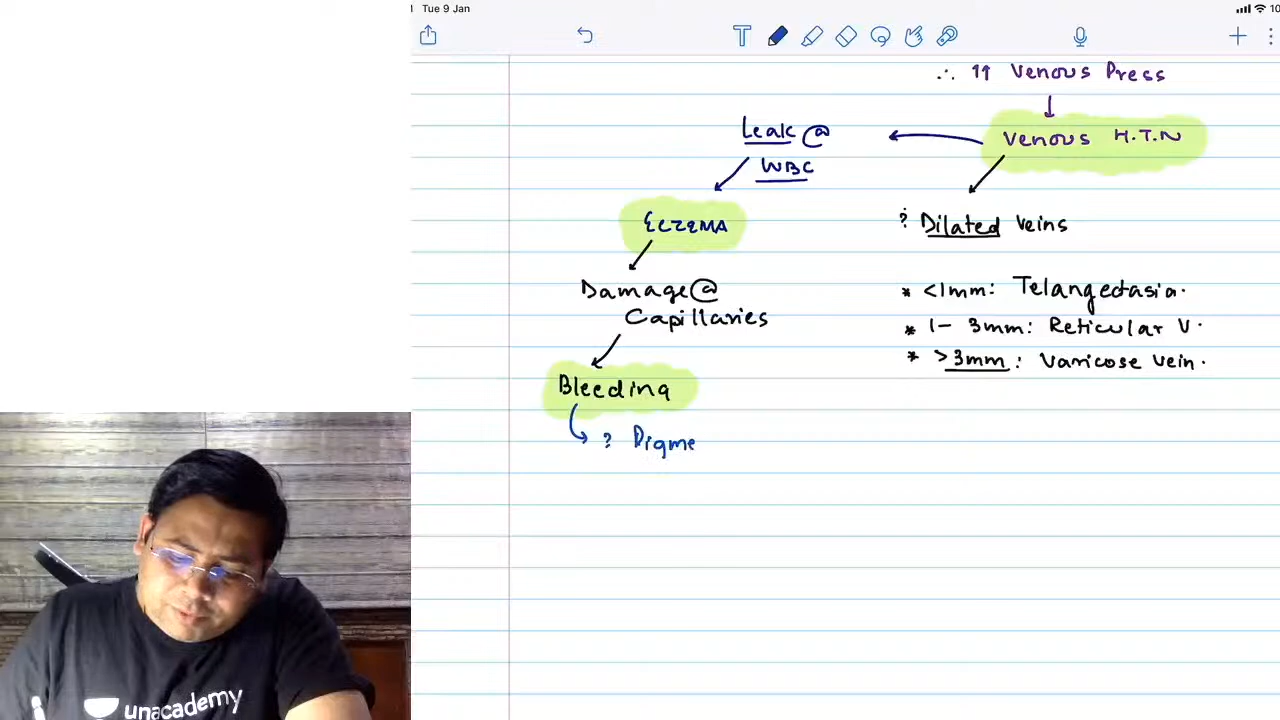 Tue 9 Jan
10
T
∴ ↑↑ Venous Press
Venous H.T.N
Leak @
WBC
ECZEMA
? Dilated veins
Damage @
Capillaries
* <1mm: Telangectasia.
* 1- 3mm: Reticular V.
* >3mm: Varicose vein.
Bleeding
? Pigme
unacademy